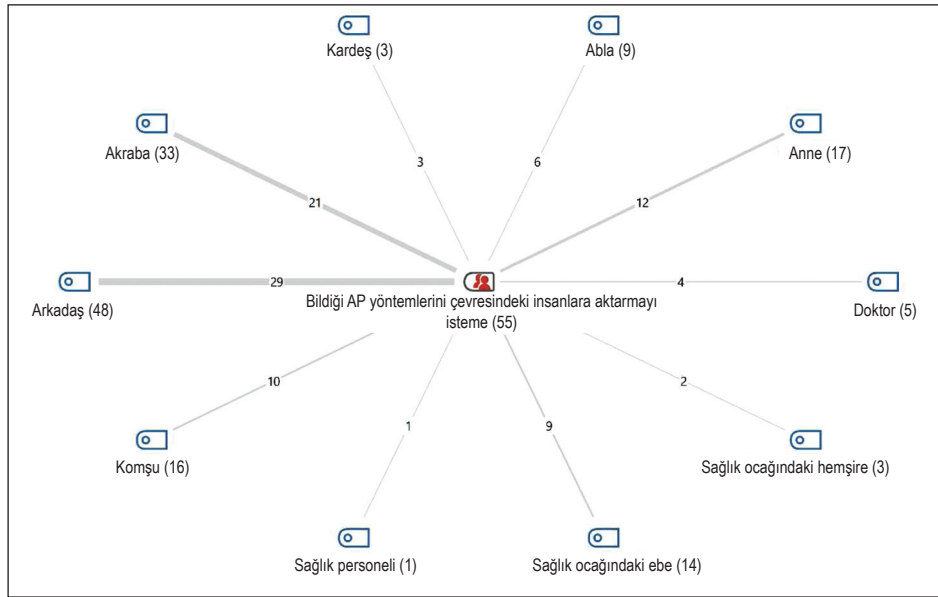 Kardeş (3)
Abla (9)
Akraba (33)
Anne (17)
3
6
21
12
29
4
Arkadaş (48)
Bildiği AP yöntemlerini çevresindeki insanlara aktarmayı
isteme (55)
Doktor (5)
10
2
1
9
Komşu (16)
Sağlık ocağındaki hemşire (3)
Sağlık personeli (1)
Sağlık ocağındaki ebe (14)